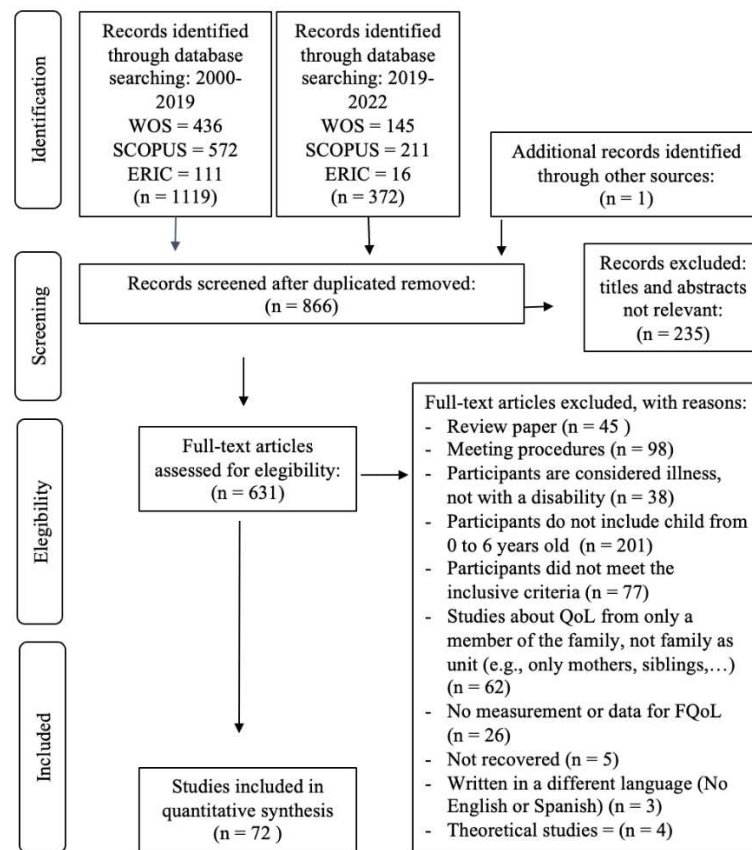 Identification
Records identified
through database
searching: 2000-
2019
WOS = 436
SCOPUS = 572
ERIC = 111
(n = 1119)
Records identified
through database
searching: 2019-
2022
WOS = 145
SCOPUS = 211
ERIC = 16
(n = 372)
Additional records identified
through other sources:
(n = 1)
Screening
Records screened after duplicated removed:
(n = 866)
Records excluded:
titles and abstracts
not relevant:
(n = 235)
Elegibility
Full-text articles
assessed for elegibility:
(n = 631)
Full-text articles excluded, with reasons:
- Review paper (n = 45 )
- Meeting procedures (n = 98)
- Participants are considered illness,
not with a disability (n = 38)
- Participants do not include child from
0 to 6 years old (n = 201)
- Participants did not meet the
inclusive criteria (n = 77)
- Studies about QoL from only a
member of the family, not family as
unit (e.g., only mothers, siblings,…)
(n = 62)
- No measurement or data for FQoL
(n = 26)
- Not recovered (n = 5)
- Written in a different language (No
English or Spanish) (n = 3)
- Theoretical studies = (n = 4)
Included
Studies included in
quantitative synthesis
(n = 72 )